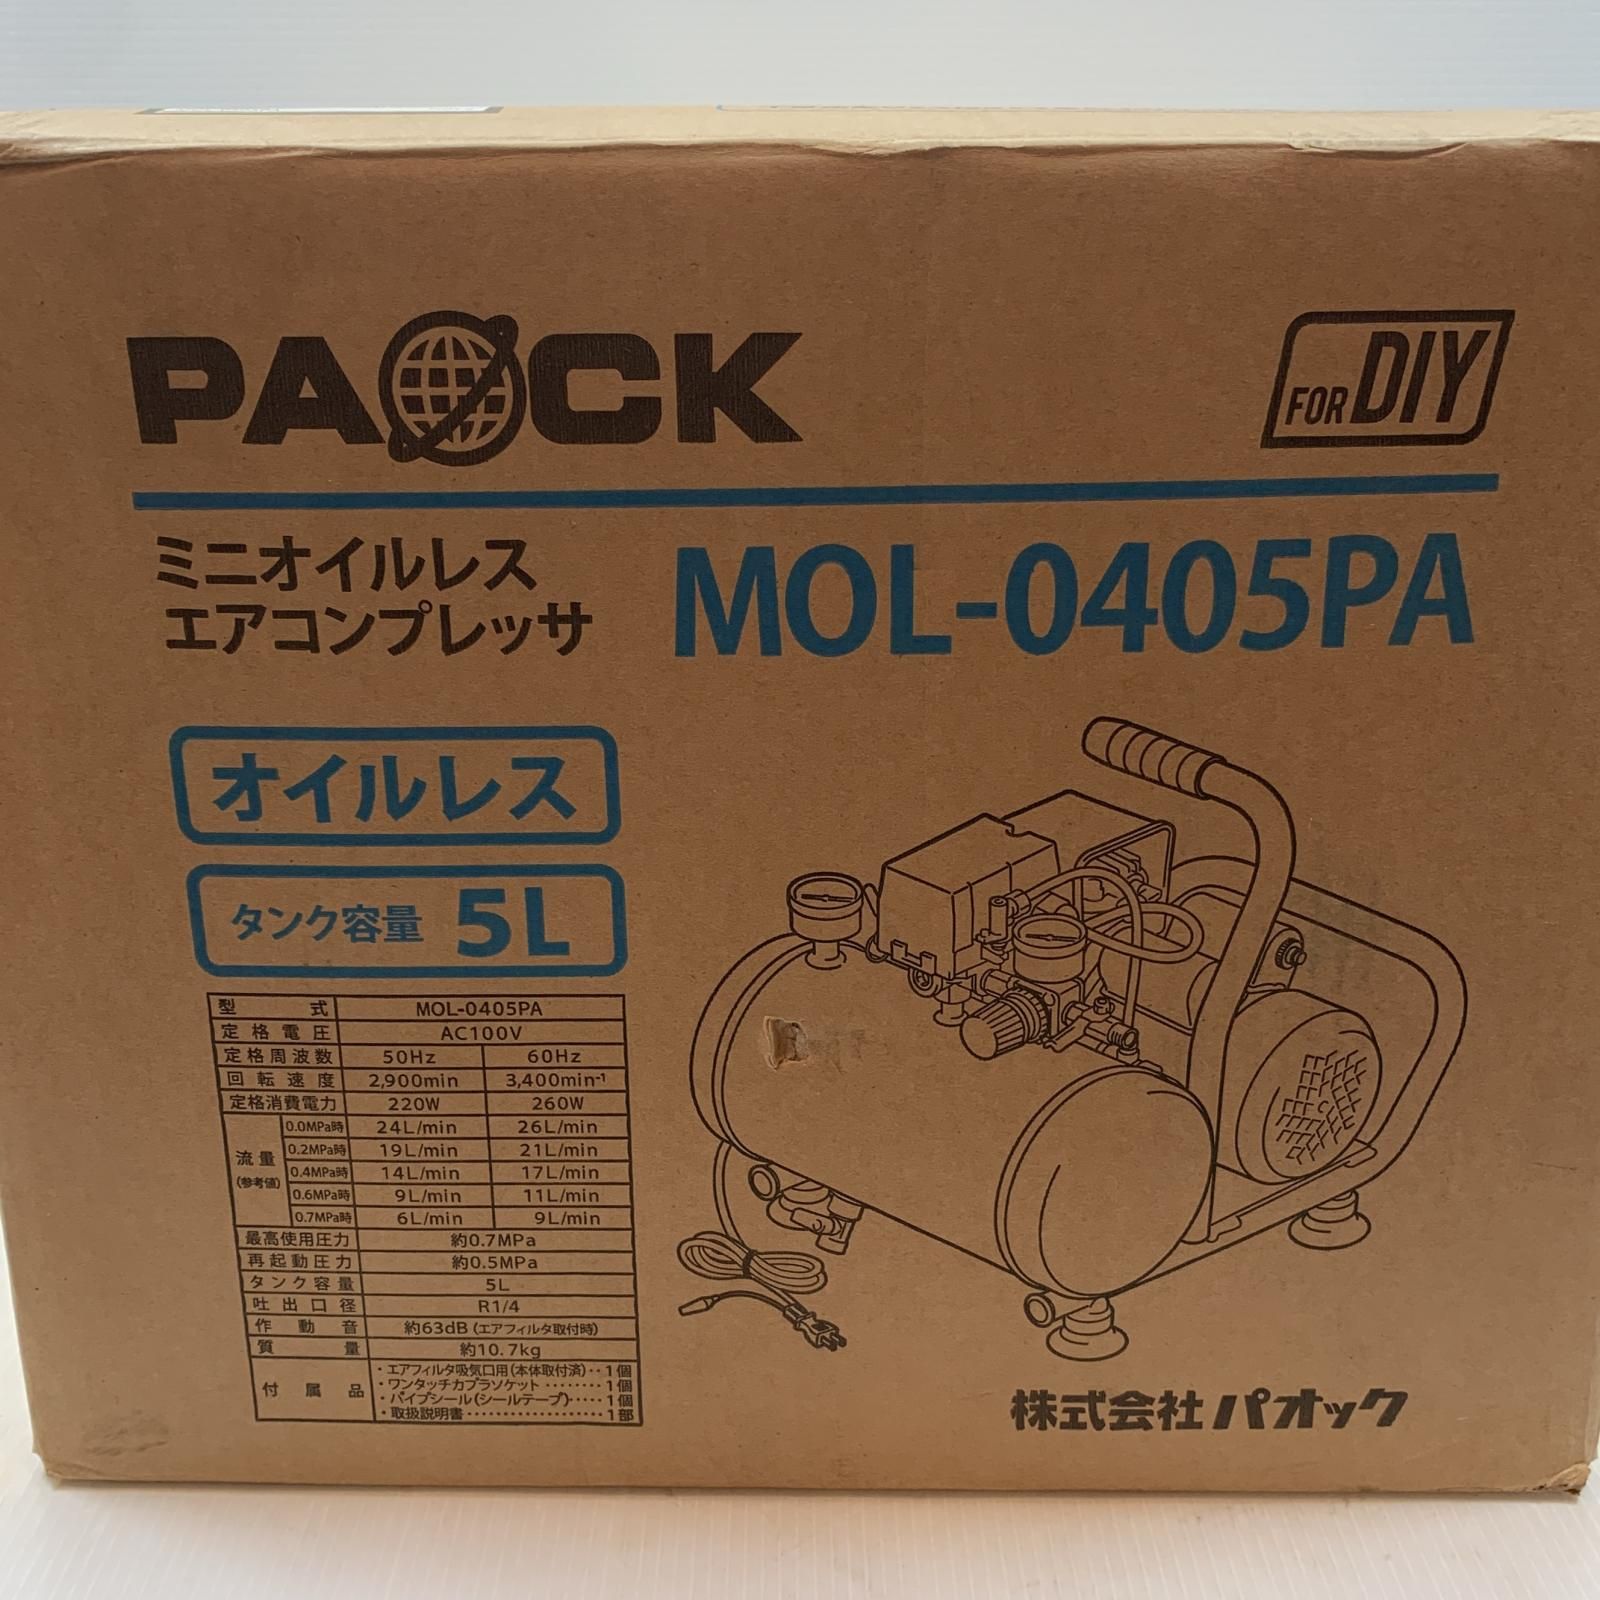 PAOCK
FOR DIY
ミニオイルレス
エアコンプレッサ
MOL-0405PA
オイルレス
タンク容量 5L
型式 MOL-0405PA
定格電圧 AC100V
定格周波数 50Hz 60Hz
回転速度 2,900min 3,400min⁻¹
定格消費電力 220W 260W
流量(参考値)
0.0MPa時 24L/min 26L/min
0.2MPa時 19L/min 21L/min
0.4MPa時 14L/min 17L/min
0.6MPa時 9L/min 11L/min
0.7MPa時 6L/min 9L/min
最高使用圧力 約0.7MPa
再起動圧力 約0.5MPa
タンク容量 5L
吐出口径 R1/4
作動音 約63dB(エアフィルタ取付時)
質量 約10.7kg
付属品
・エアフィルタ吸気口用(本体取付済)‥1個
・ワンタッチカプラソケット‥‥‥‥1個
・パイプシール(シールテープ)‥‥1個
・取扱説明書‥‥‥‥‥‥‥‥1部
株式会社パオック